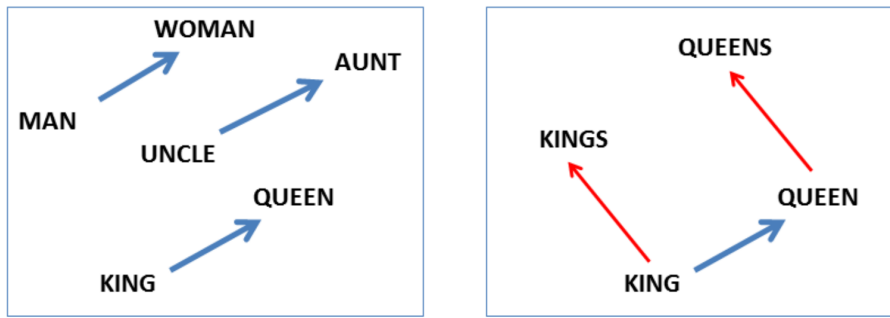 WOMAN
AUNT
MAN
UNCLE
QUEEN
KING
QUEENS
KINGS
QUEEN
KING